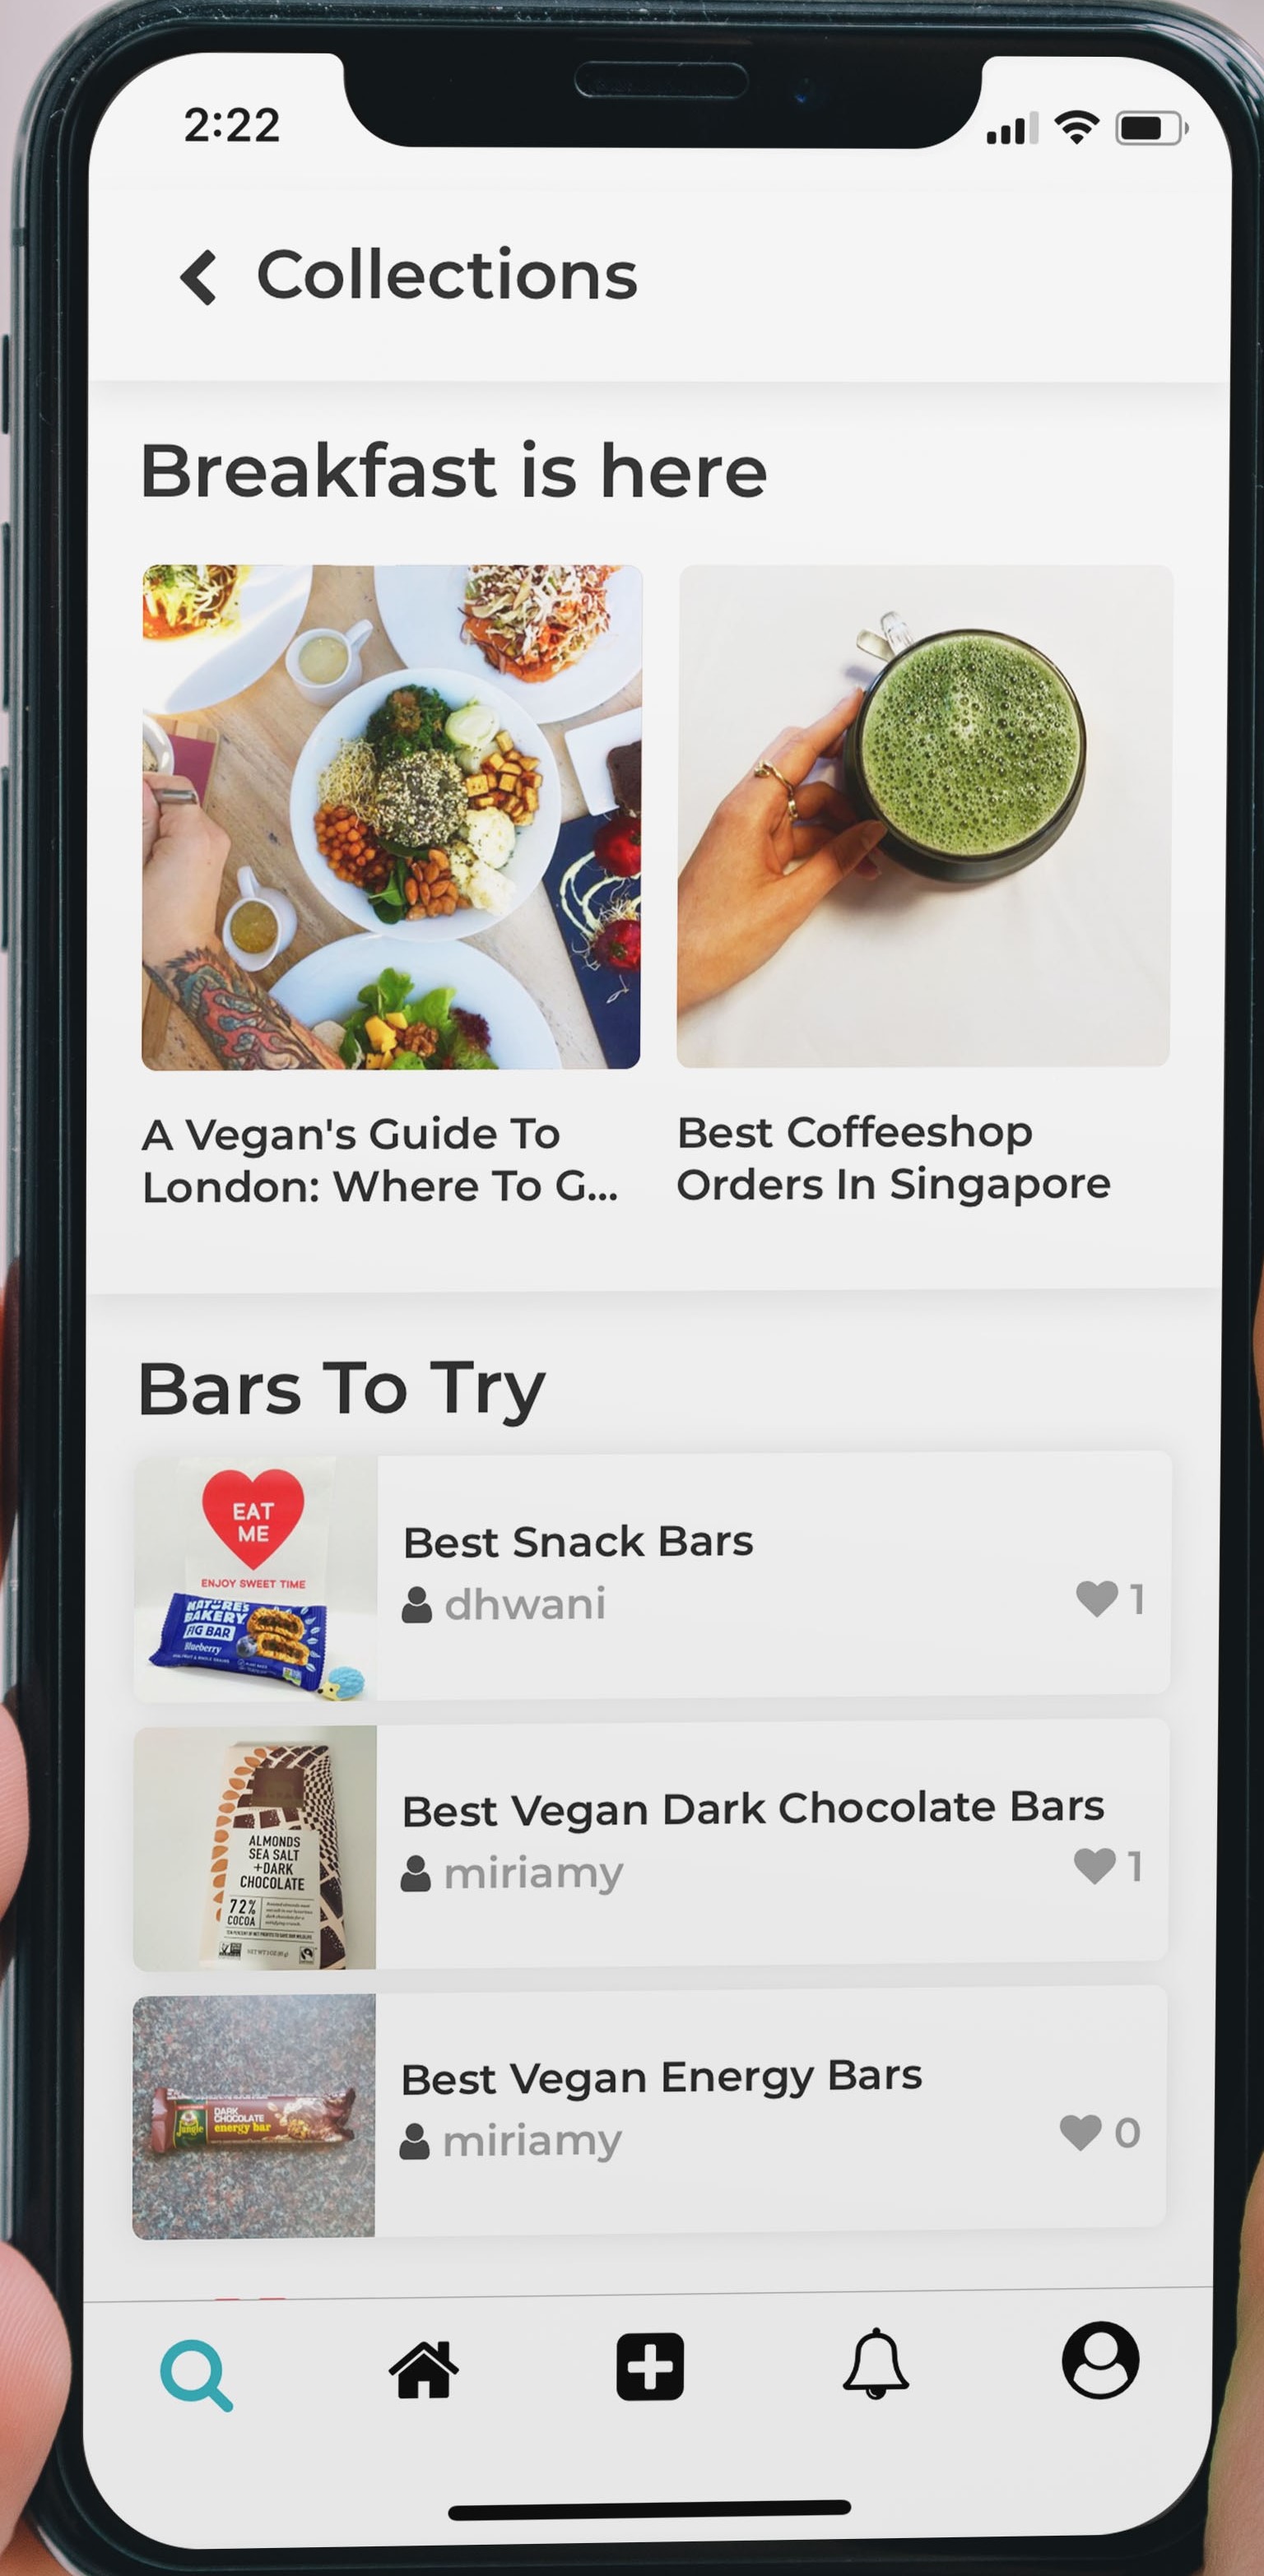 2:22
Collections
Breakfast is here
A Vegan's Guide To
London: Where To G...
Best Coffeeshop
Orders In Singapore
Bars To Try
EAT
ME
ENJOY SWEET TIME
NATURE'S
BAKERY
FIG BAR
Blueberry
Best Snack Bars
dhwani
1
ALMONDS
SEA SALT
+DARK
CHOCOLATE
72%
COCOA
Best Vegan Dark Chocolate Bars
miriamy
1
Jungle
DARK
CHOCOLATE
energy bar
Best Vegan Energy Bars
miriamy
0